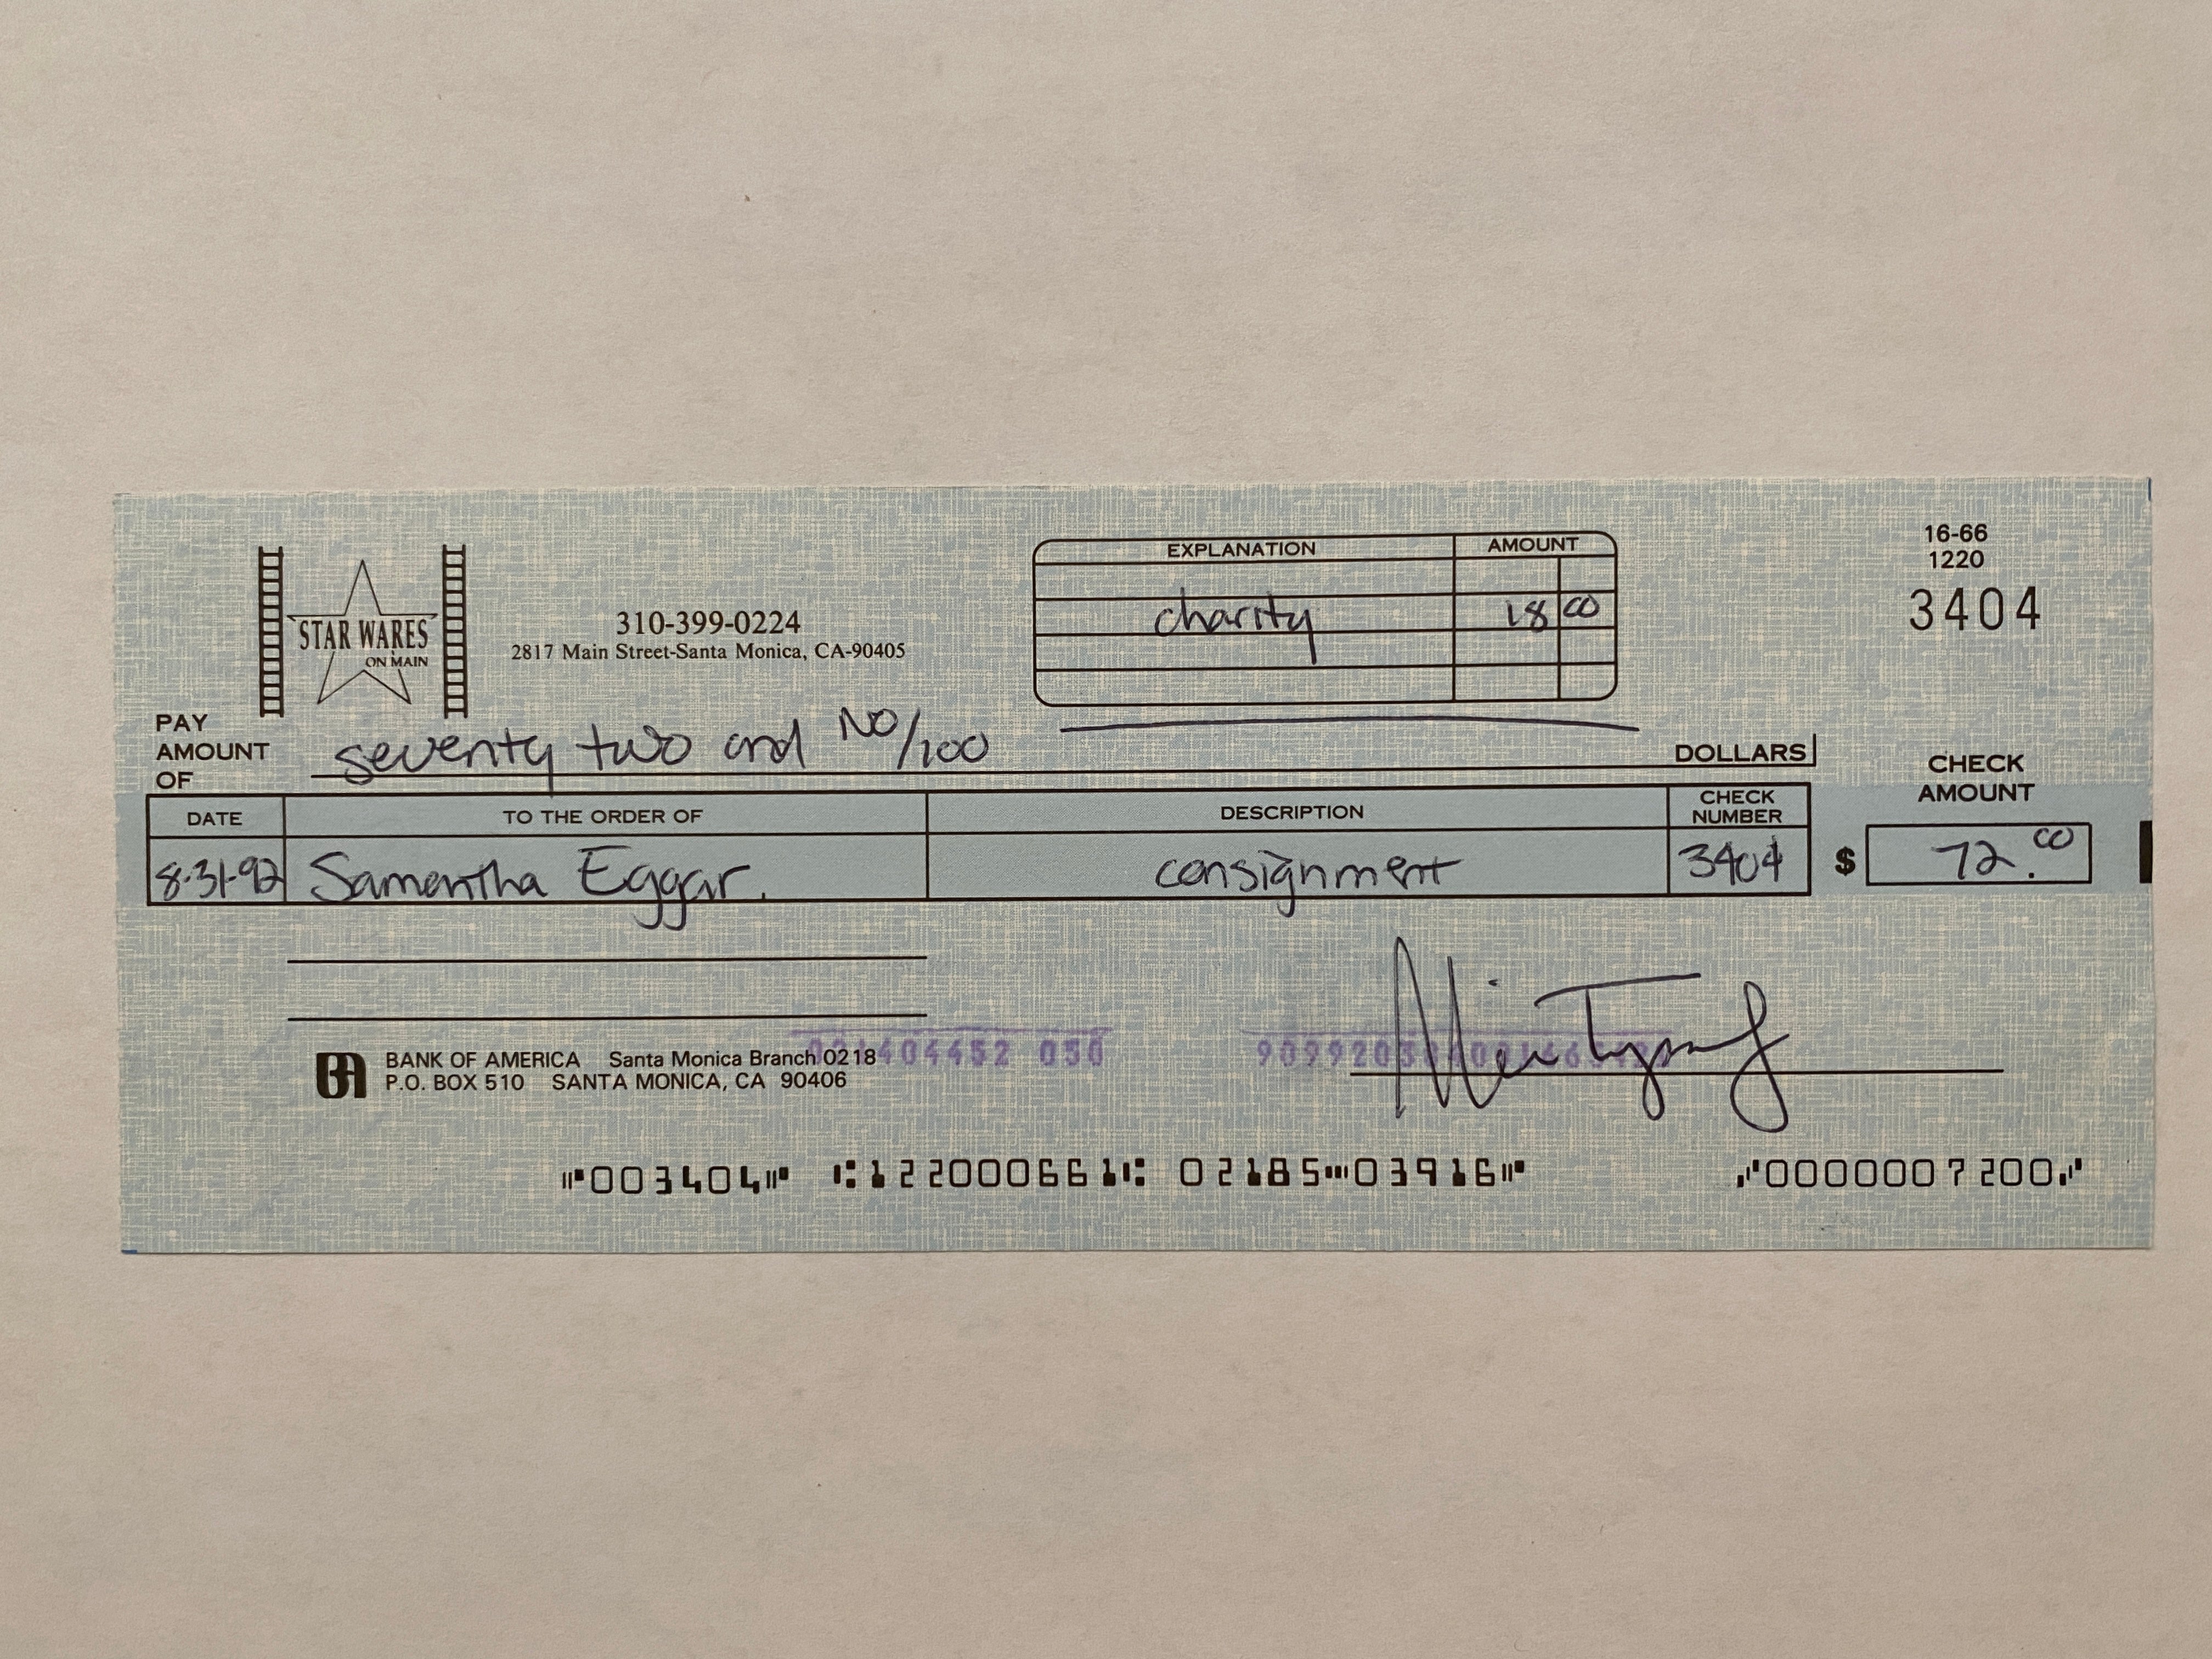 STAR WARES
ON MAIN
310-399-0224
2817 Main Street-Santa Monica, CA-90405
EXPLANATION AMOUNT
charity 18 00
16-66
1220
3404
PAY
AMOUNT
OF
seventy two and NO/100
DOLLARS
CHECK
AMOUNT
DATE TO THE ORDER OF DESCRIPTION CHECK NUMBER
8-31-92 Samantha Eggar. consignment 3404 $ 72.00
BANK OF AMERICA Santa Monica Branch 0218
P.O. BOX 510 SANTA MONICA, CA 90406
⑈003404⑈ ⑆122000661⑆ 02185⑉03916⑈ ⑇0000007200⑇